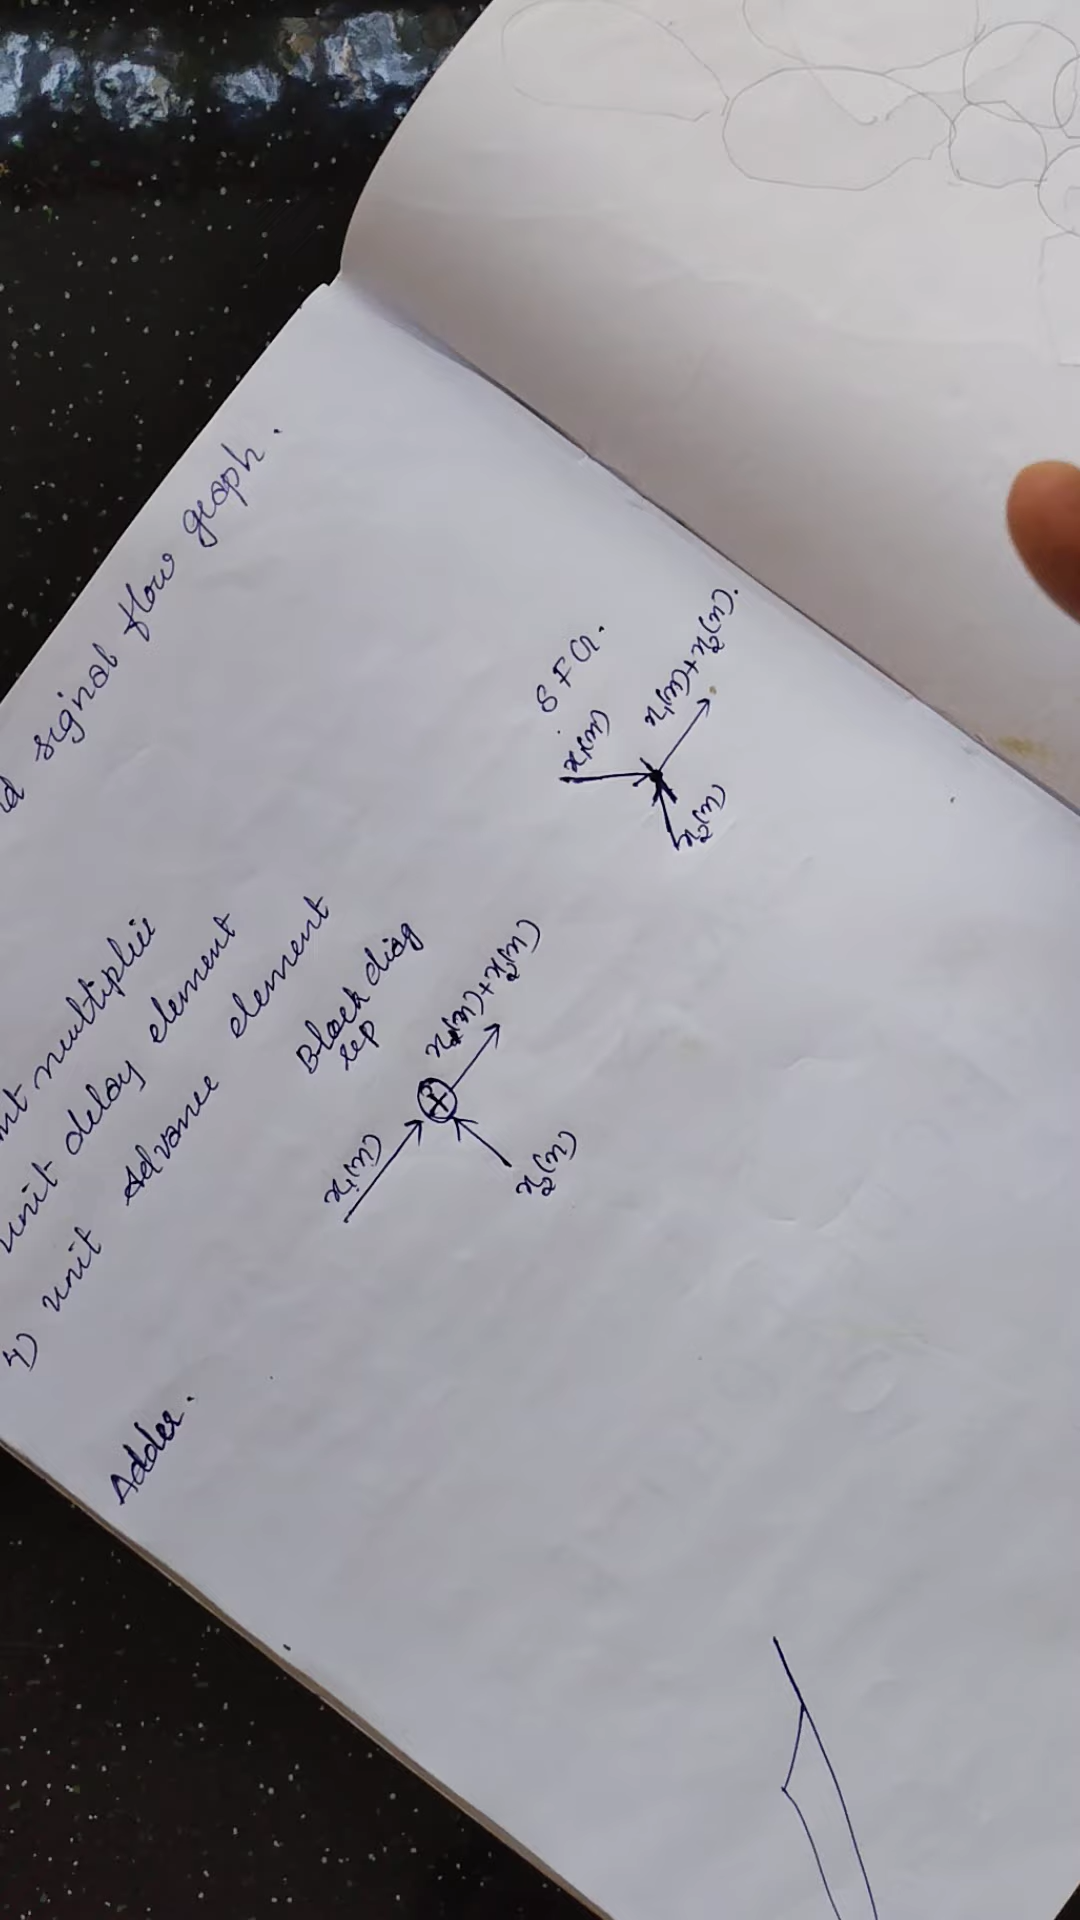 signal flow graph.
multiplier
unit delay element
4) unit Advance element
Block diag
rep
S F G.
Adder.
x₁(n)
x₁(n)+x₂(n)
x₂(n)
x₁(n)
x₁(n)+x₂(n).
x₂(n)